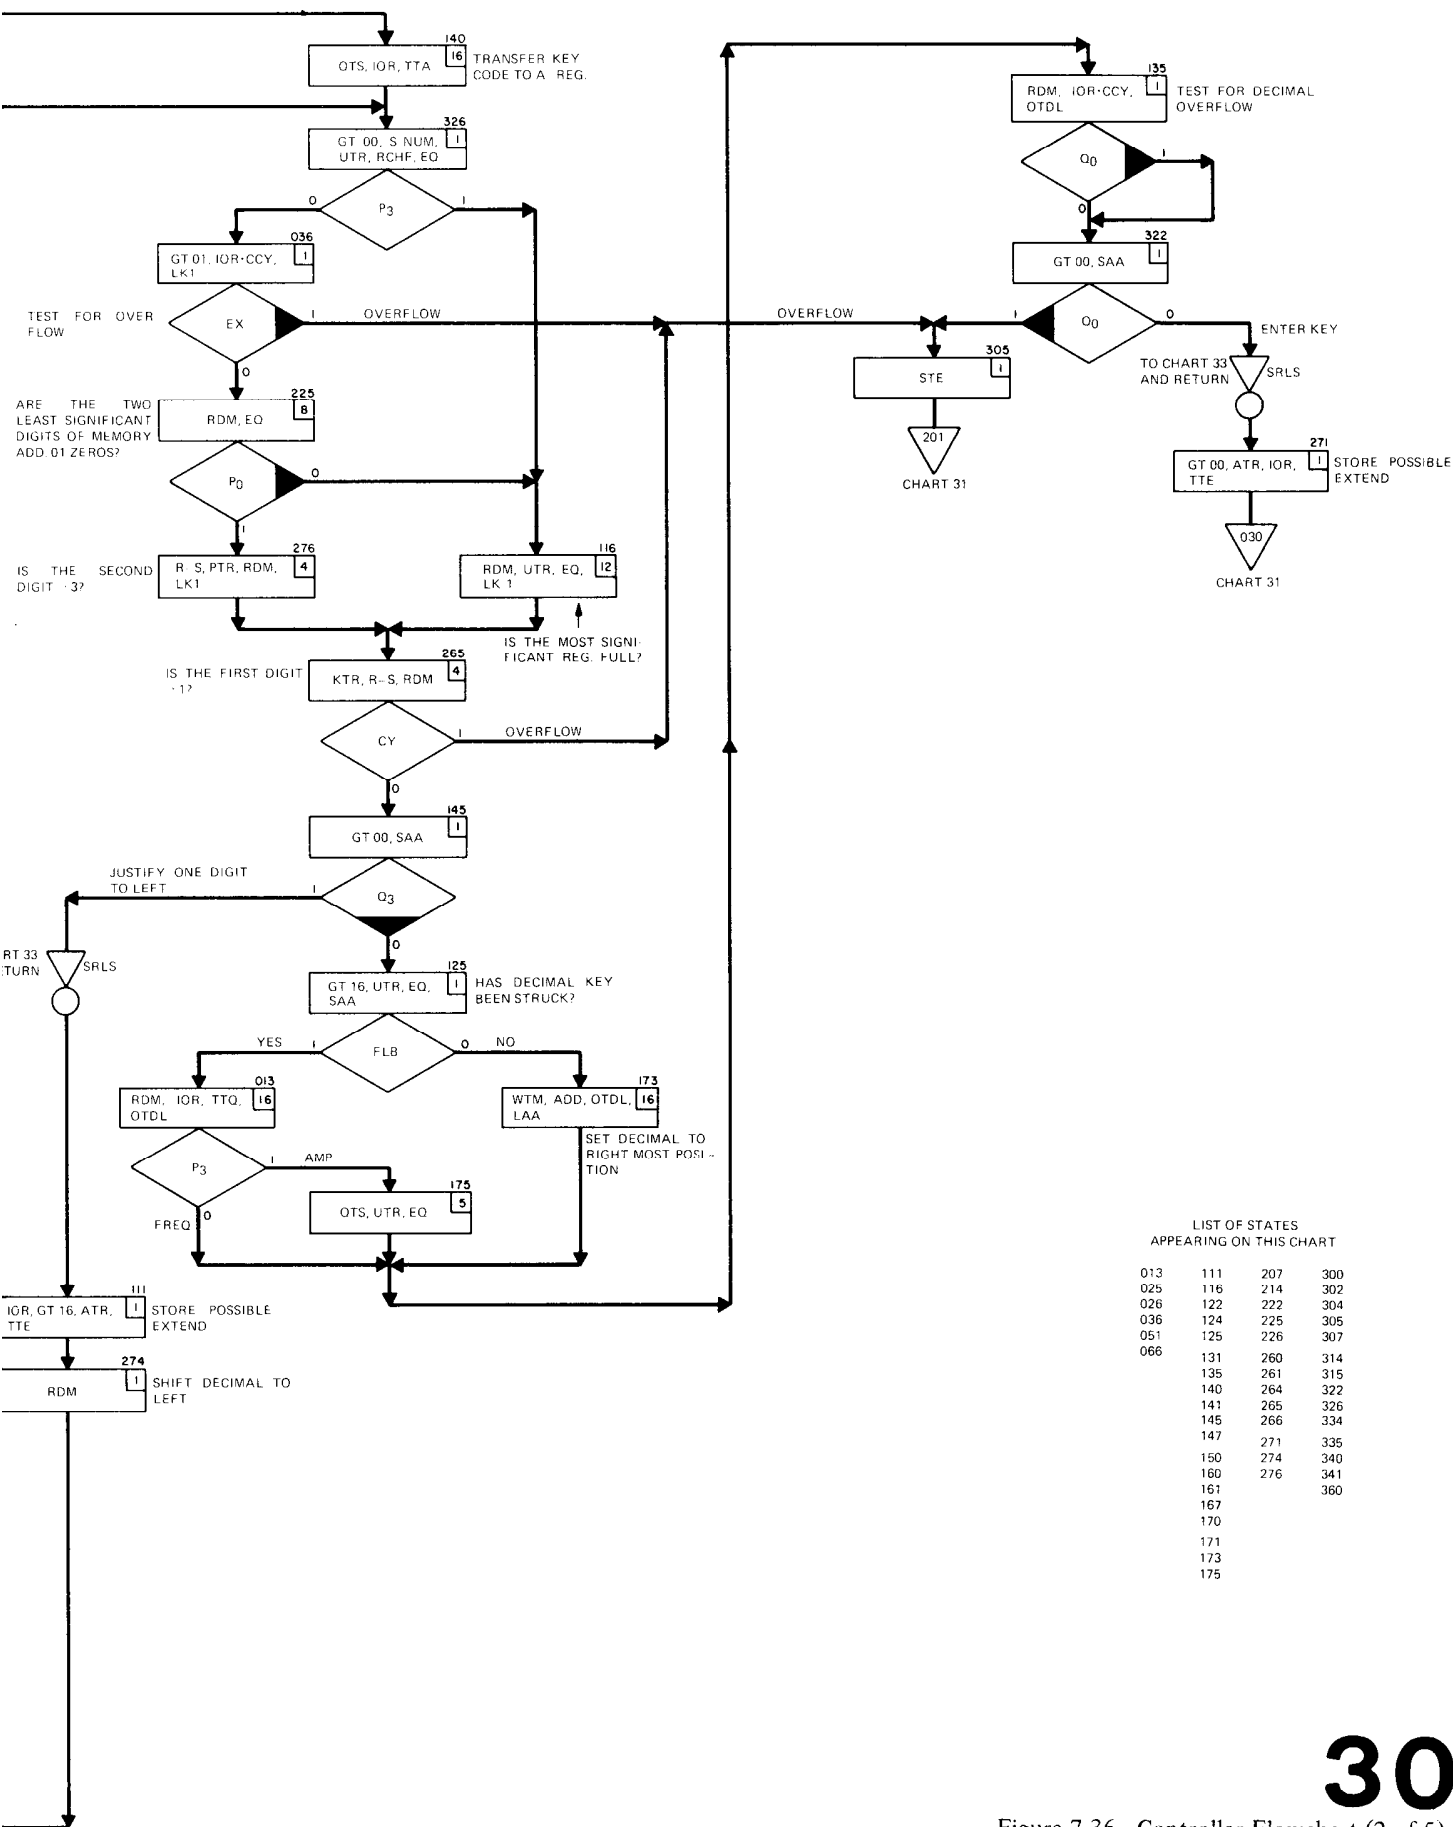 140
OTS, IOR, TTA
16
TRANSFER KEY
CODE TO A REG.
326
GT 00, S NUM,
UTR, RCHF, EQ
1
P3
0
1
036
GT 01, IOR·CCY,
LK1
1
TEST FOR OVER
FLOW
EX
1
OVERFLOW
0
225
RDM, EQ
8
ARE THE TWO
LEAST SIGNIFICANT
DIGITS OF MEMORY
ADD. 01 ZEROS?
P0
0
1
276
R-S, PTR, RDM,
LK1
4
IS THE SECOND
DIGIT ·3?
116
RDM, UTR, EQ,
LK 1
12
IS THE MOST SIGNI-
FICANT REG. FULL?
265
KTR, R-S, RDM
4
IS THE FIRST DIGIT
·1?
CY
1
OVERFLOW
0
145
GT 00, SAA
1
JUSTIFY ONE DIGIT
TO LEFT
1
Q3
0
RT 33
TURN
SRLS
125
GT 16, UTR, EQ,
SAA
1
HAS DECIMAL KEY
BEEN STRUCK?
YES
1
FLB
0
NO
013
RDM, IOR, TTQ,
OTDL
16
173
WTM, ADD, OTDL,
LAA
16
SET DECIMAL TO
RIGHT MOST POSI-
TION
P3
1
AMP
0
FREQ
175
OTS, UTR, EQ
5
111
IOR, GT 16, ATR,
TTE
1
STORE POSSIBLE
EXTEND
274
RDM
1
SHIFT DECIMAL TO
LEFT
135
RDM, IOR·CCY,
OTDL
1
TEST FOR DECIMAL
OVERFLOW
Q0
1
0
322
GT 00, SAA
1
OVERFLOW
1
Q0
0
ENTER KEY
305
STE
1
201
CHART 31
TO CHART 33
AND RETURN
SRLS
271
GT 00, ATR, IOR,
TTE
1
STORE POSSIBLE
EXTEND
030
CHART 31
LIST OF STATES
APPEARING ON THIS CHART
013 111 207 300
025 116 214 302
026 122 222 304
036 124 225 305
051 125 226 307
066
131 260 314
135 261 315
140 264 322
141 265 326
145 266 334
147
271 335
150 274 340
160 276 341
161 360
167
170
171
173
175
30